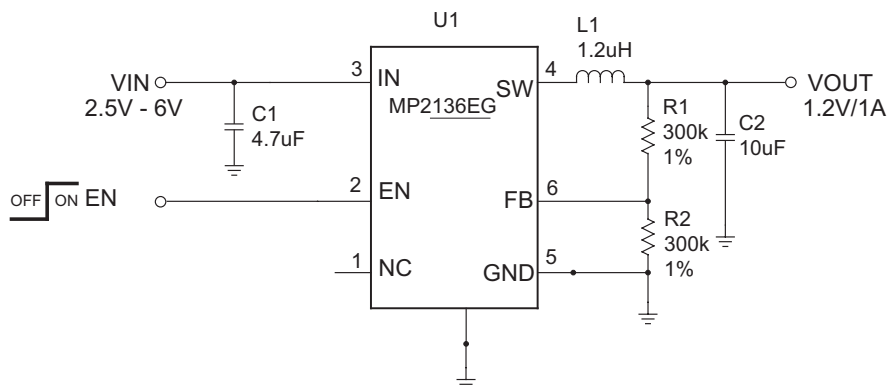 U1
L1
1.2uH
VIN
2.5V - 6V
3
IN
4
SW
VOUT
1.2V/1A
C1
4.7uF
MP2136EG
R1
300k
1%
C2
10uF
OFF
ON
EN
2
EN
6
FB
R2
300k
1%
1
NC
5
GND